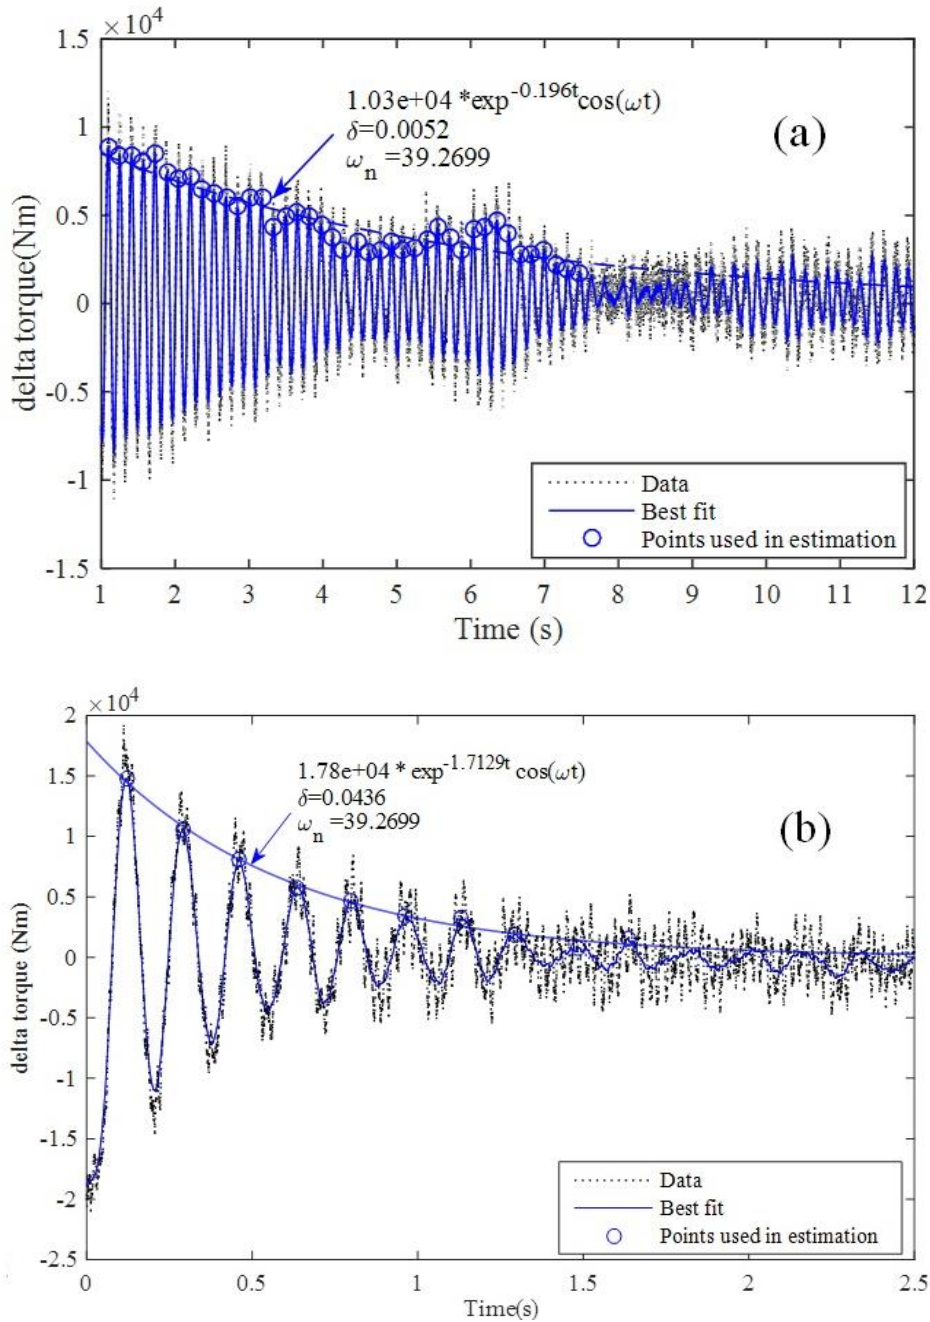 ×10⁴
1.5
1
0.5
0
-0.5
-1
-1.5
delta torque(Nm)
1.03e+04 *exp^-0.196t cos(ωt)
δ=0.0052
ω_n =39.2699
(a)
Data
Best fit
Points used in estimation
1 2 3 4 5 6 7 8 9 10 11 12
Time (s)
×10⁴
2
1.5
1
0.5
0
-0.5
-1
-1.5
-2
-2.5
delta torque (Nm)
1.78e+04 * exp^-1.7129t cos(ωt)
δ=0.0436
ω_n =39.2699
(b)
Data
Best fit
Points used in estimation
0 0.5 1 1.5 2 2.5
Time(s)